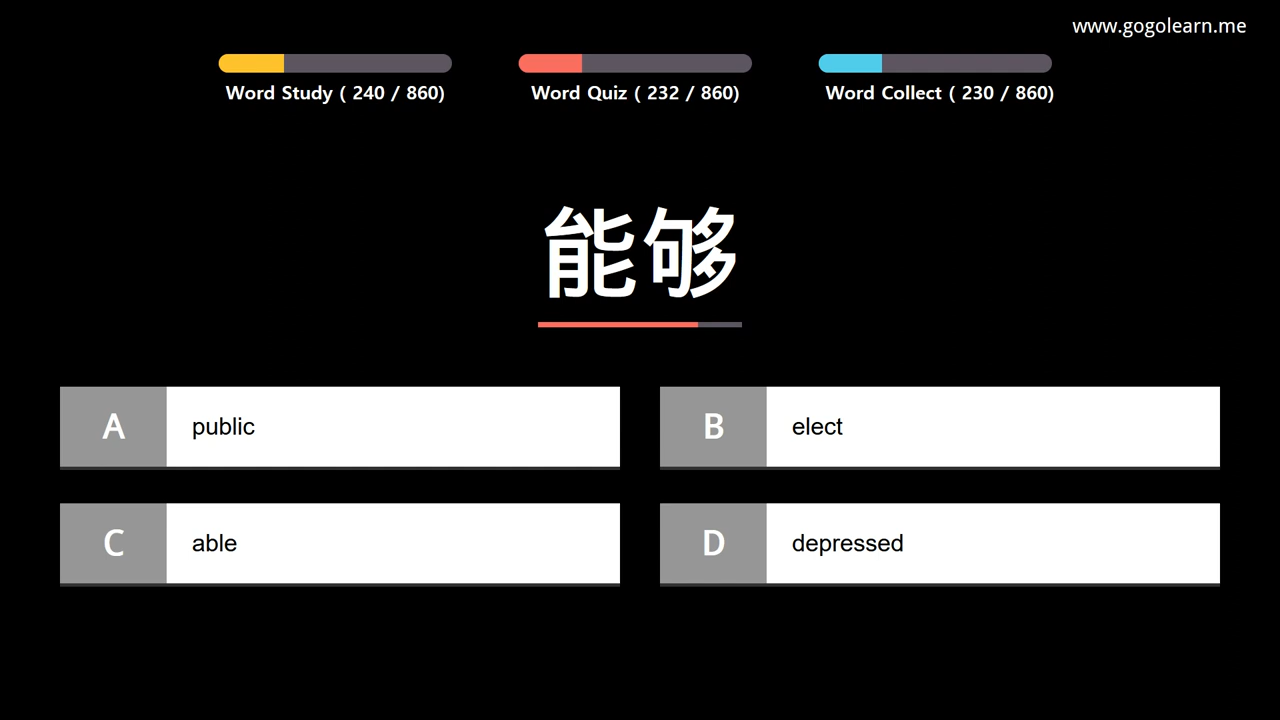 www.gogolearn.me
Word Study ( 240 / 860)
Word Quiz ( 232 / 860)
Word Collect ( 230 / 860)
能够
A public
B elect
C able
D depressed